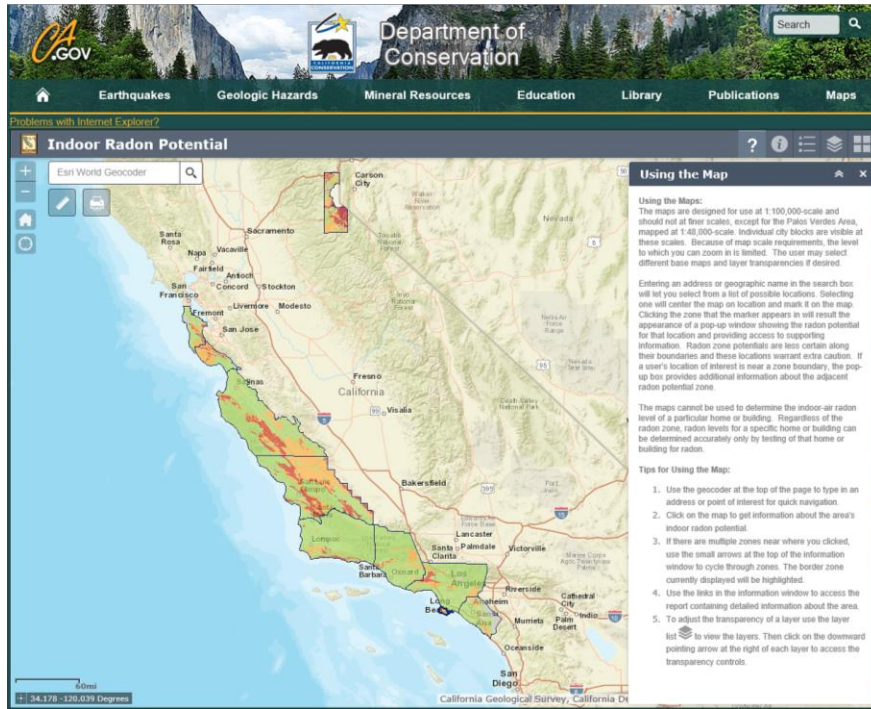 CA
.GOV
CALIFORNIA
CONSERVATION
Department of
Conservation
Search
Earthquakes Geologic Hazards Mineral Resources Education Library Publications Maps
Problems with Internet Explorer?
Indoor Radon Potential
?
i
Esri World Geocoder
+
−
Carson
City
Nevada
Santa
Rosa
Sacramento
Napa Vacaville
Fairfield
Antioch
Concord Stockton
San
Francisco
Livermore Modesto
Fremont
San Jose
Salinas
Fresno
California
Visalia
Bakersfield
Lompoc
Santa
Barbara
Oxnard
Santa
Clarita
Lancaster
Palmdale
Victorville
Los
Angeles
Long
Beach
Anaheim
Santa
Ana
Riverside
Cathedral
City
Murrieta
Palm
Desert
Indio
Oceanside
San
Diego
60mi
34.178 -120.039 Degrees
California Geological Survey, California De
Using the Map
Using the Maps:
The maps are designed for use at 1:100,000-scale and
should not at finer scales, except for the Palos Verdes Area,
mapped at 1:48,000-scale. Individual city blocks are visible at
these scales. Because of map scale requirements, the level
to which you can zoom in is limited. The user may select
different base maps and layer transparencies if desired.
Entering an address or geographic name in the search box
will let you select from a list of possible locations. Selecting
one will center the map on location and mark it on the map.
Clicking the zone that the marker appears in will result the
appearance of a pop-up window showing the radon potential
for that location and providing access to supporting
information. Radon zone potentials are less certain along
their boundaries and these locations warrant extra caution. If
a user's location of interest is near a zone boundary, the pop-
up box provides additional information about the adjacent
radon potential zone.
The maps cannot be used to determine the indoor-air radon
level of a particular home or building. Regardless of the
radon zone, radon levels for a specific home or building can
be determined accurately only by testing of that home or
building for radon.
Tips for Using the Map:
1. Use the geocoder at the top of the page to type in an
address or point of interest for quick navigation.
2. Click on the map to get information about the area's
indoor radon potential.
3. If there are multiple zones near where you clicked,
use the small arrows at the top of the information
window to cycle through zones. The border zone
currently displayed will be highlighted.
4. Use the links in the information window to access the
report containing detailed information about the area.
5. To adjust the transparency of a layer use the layer
list to view the layers. Then click on the downward
pointing arrow at the right of each layer to access the
transparency controls.